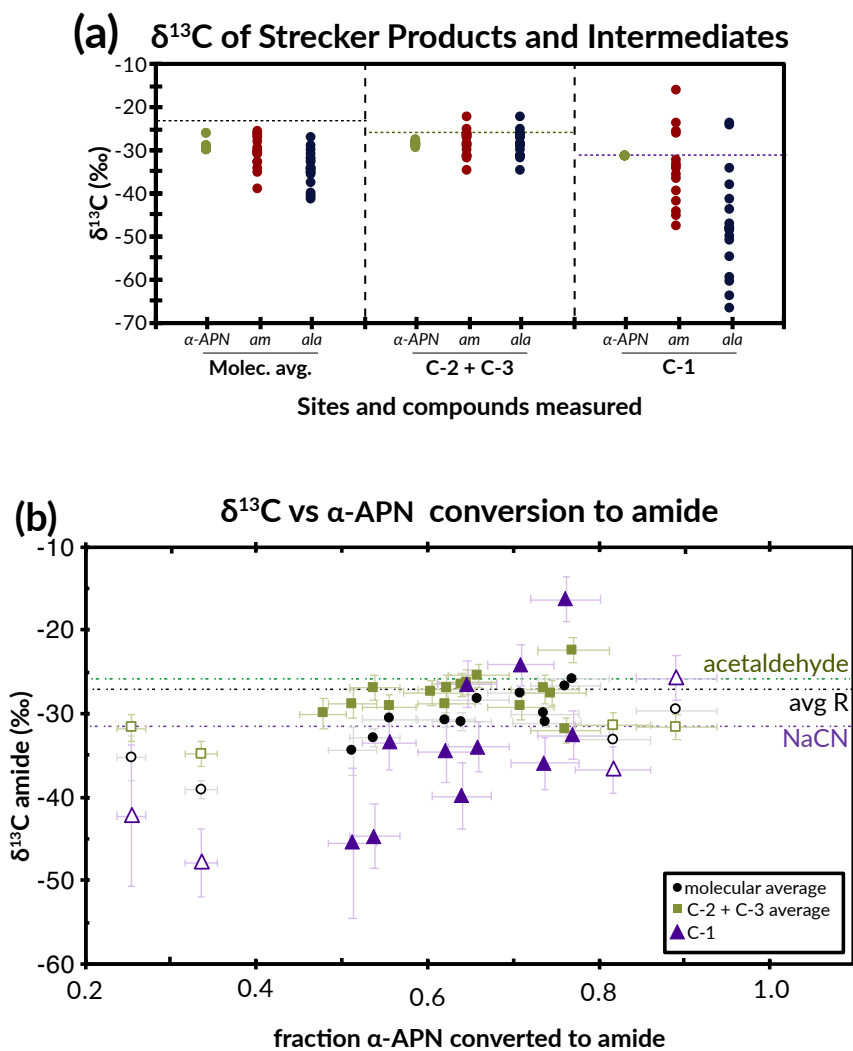 (a) δ¹³C of Strecker Products and Intermediates
-10
-20
-30
-40
-50
-60
-70
δ¹³C (‰)
α-APN am ala α-APN am ala α-APN am ala
Molec. avg. C-2 + C-3 C-1
Sites and compounds measured
(b) δ¹³C vs α-APN conversion to amide
-10
-20
-30
-40
-50
-60
δ¹³C amide (‰)
acetaldehyde
avg R
NaCN
molecular average
C-2 + C-3 average
C-1
0.2 0.4 0.6 0.8 1.0
fraction α-APN converted to amide